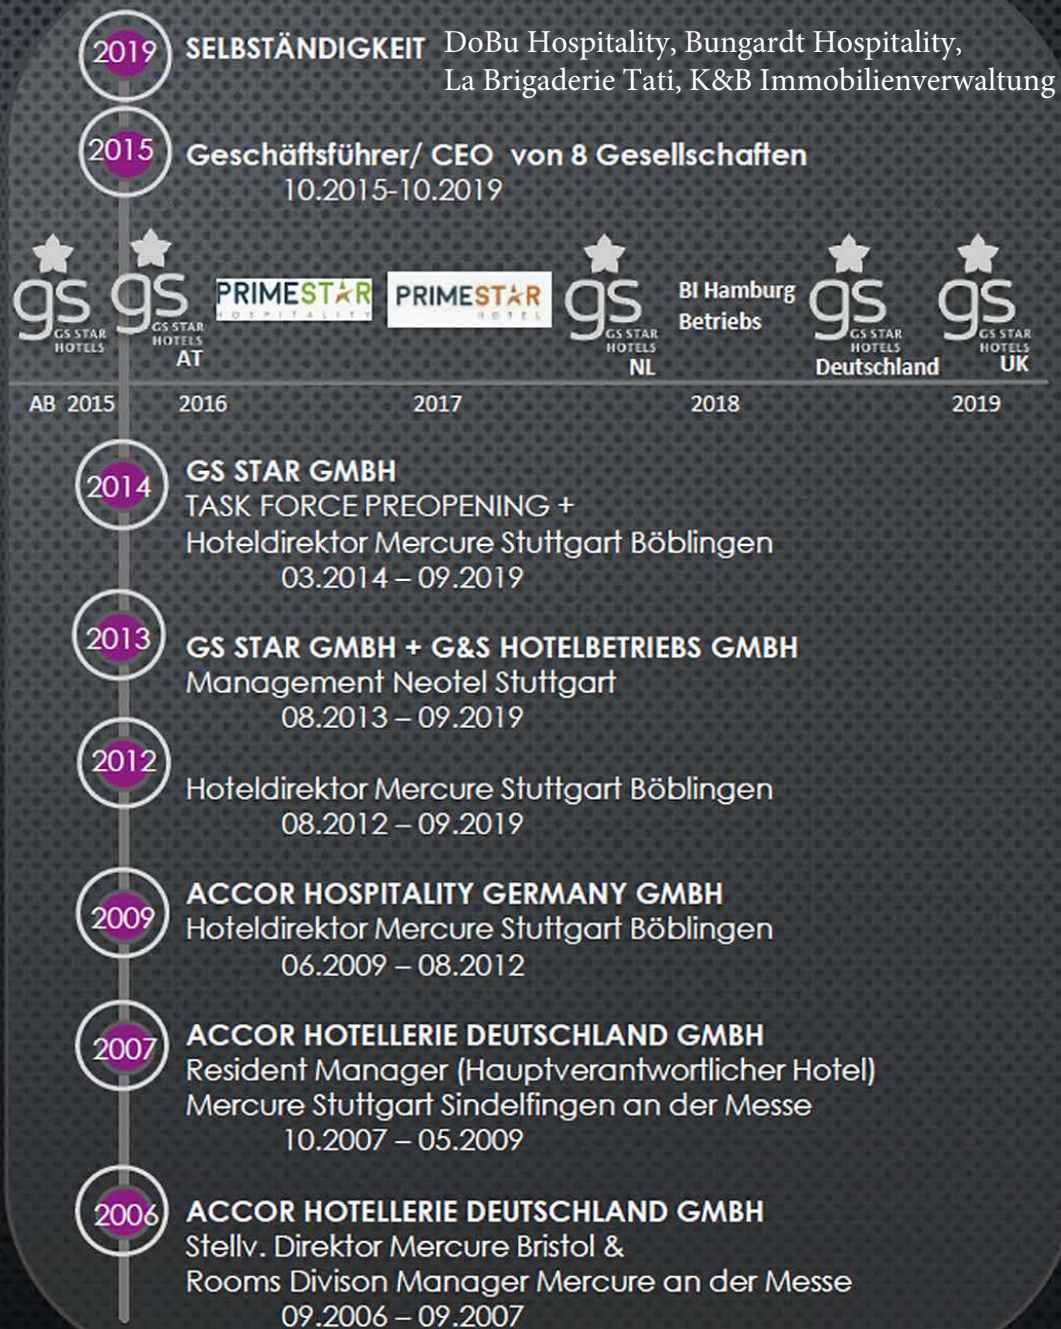 2019
SELBSTÄNDIGKEIT DoBu Hospitality, Bungardt Hospitality,
La Brigaderie Tati, K&B Immobilienverwaltung
2015
Geschäftsführer/ CEO von 8 Gesellschaften
10.2015-10.2019
gs GS STAR HOTELS
gs GS STAR HOTELS AT
PRIMESTAR
HOSPITALITY
PRIMESTAR
HOTEL
gs GS STAR HOTELS NL
BI Hamburg
Betriebs
gs GS STAR HOTELS Deutschland
gs GS STAR HOTELS UK
AB 2015 2016 2017 2018 2019
2014
GS STAR GMBH
TASK FORCE PREOPENING +
Hoteldirektor Mercure Stuttgart Böblingen
03.2014 – 09.2019
2013
GS STAR GMBH + G&S HOTELBETRIEBS GMBH
Management Neotel Stuttgart
08.2013 – 09.2019
2012
Hoteldirektor Mercure Stuttgart Böblingen
08.2012 – 09.2019
2009
ACCOR HOSPITALITY GERMANY GMBH
Hoteldirektor Mercure Stuttgart Böblingen
06.2009 – 08.2012
2007
ACCOR HOTELLERIE DEUTSCHLAND GMBH
Resident Manager (Hauptverantwortlicher Hotel)
Mercure Stuttgart Sindelfingen an der Messe
10.2007 – 05.2009
2006
ACCOR HOTELLERIE DEUTSCHLAND GMBH
Stellv. Direktor Mercure Bristol &
Rooms Divison Manager Mercure an der Messe
09.2006 – 09.2007